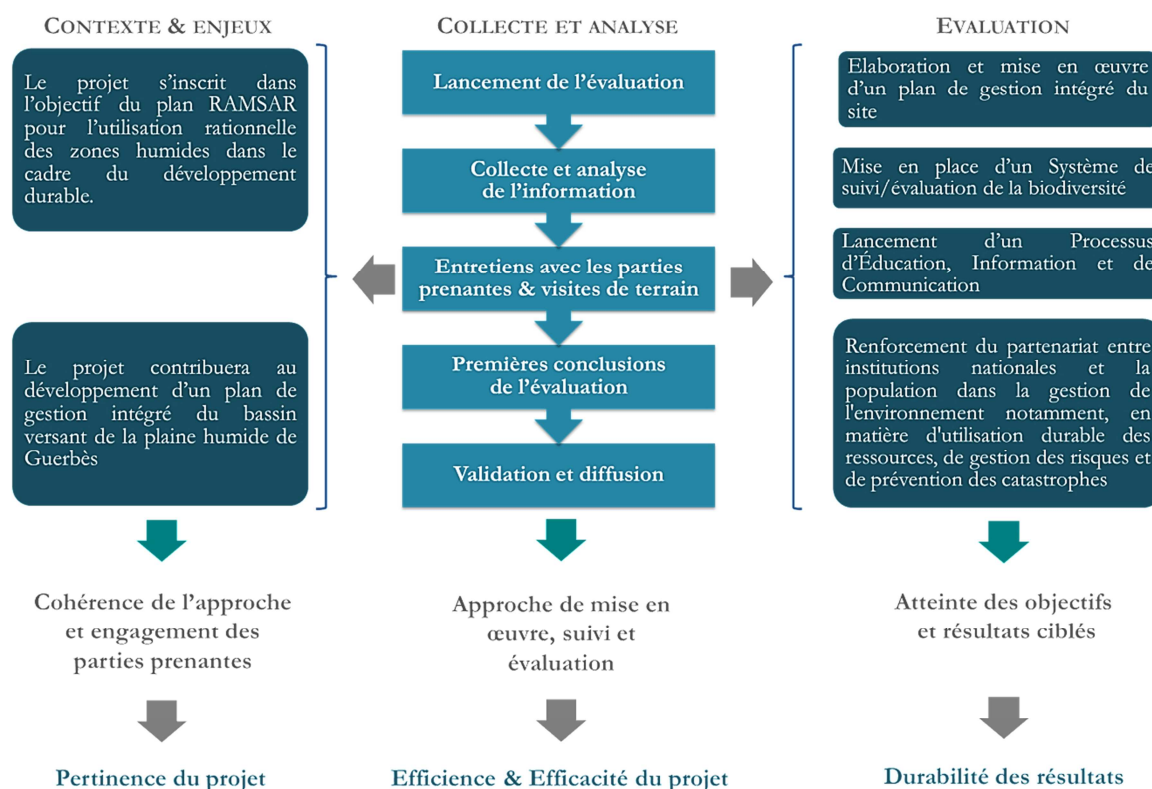 CONTEXTE & ENJEUX
Le projet s’inscrit dans
l’objectif du plan RAMSAR
pour l’utilisation rationnelle
des zones humides dans le
cadre du développement
durable.
Le projet contribuera au
développement d’un plan de
gestion intégré du bassin
versant de la plaine humide de
Guerbès
Cohérence de l’approche
et engagement des
parties prenantes
Pertinence du projet
COLLECTE ET ANALYSE
Lancement de l’évaluation
Collecte et analyse
de l’information
Entretiens avec les parties
prenantes & visites de terrain
Premières conclusions
de l’évaluation
Validation et diffusion
Approche de mise en
œuvre, suivi et
évaluation
Efficience & Efficacité du projet
EVALUATION
Elaboration et mise en œuvre
d’un plan de gestion intégré du
site
Mise en place d’un Système de
suivi/évaluation de la biodiversité
Lancement d’un Processus
d’Éducation, Information et de
Communication
Renforcement du partenariat entre
institutions nationales et la
population dans la gestion de
l'environnement notamment, en
matière d'utilisation durable des
ressources, de gestion des risques et
de prévention des catastrophes
Atteinte des objectifs
et résultats ciblés
Durabilité des résultats